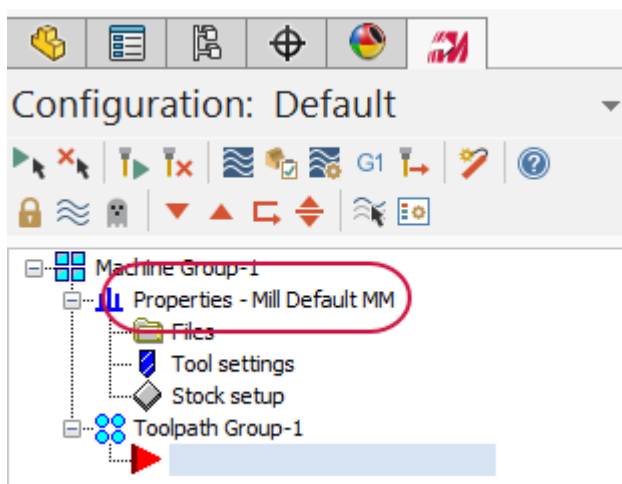 Configuration: Default
G1
Machine Group-1
Properties - Mill Default MM
Files
Tool settings
Stock setup
Toolpath Group-1